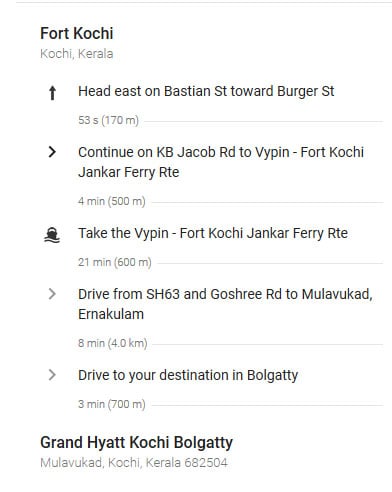 Fort Kochi
Kochi, Kerala
Head east on Bastian St toward Burger St
53 s (170 m)
Continue on KB Jacob Rd to Vypin - Fort Kochi
Jankar Ferry Rte
4 min (500 m)
Take the Vypin - Fort Kochi Jankar Ferry Rte
21 min (600 m)
Drive from SH63 and Goshree Rd to Mulavukad,
Ernakulam
8 min (4.0 km)
Drive to your destination in Bolgatty
3 min (700 m)
Grand Hyatt Kochi Bolgatty
Mulavukad, Kochi, Kerala 682504